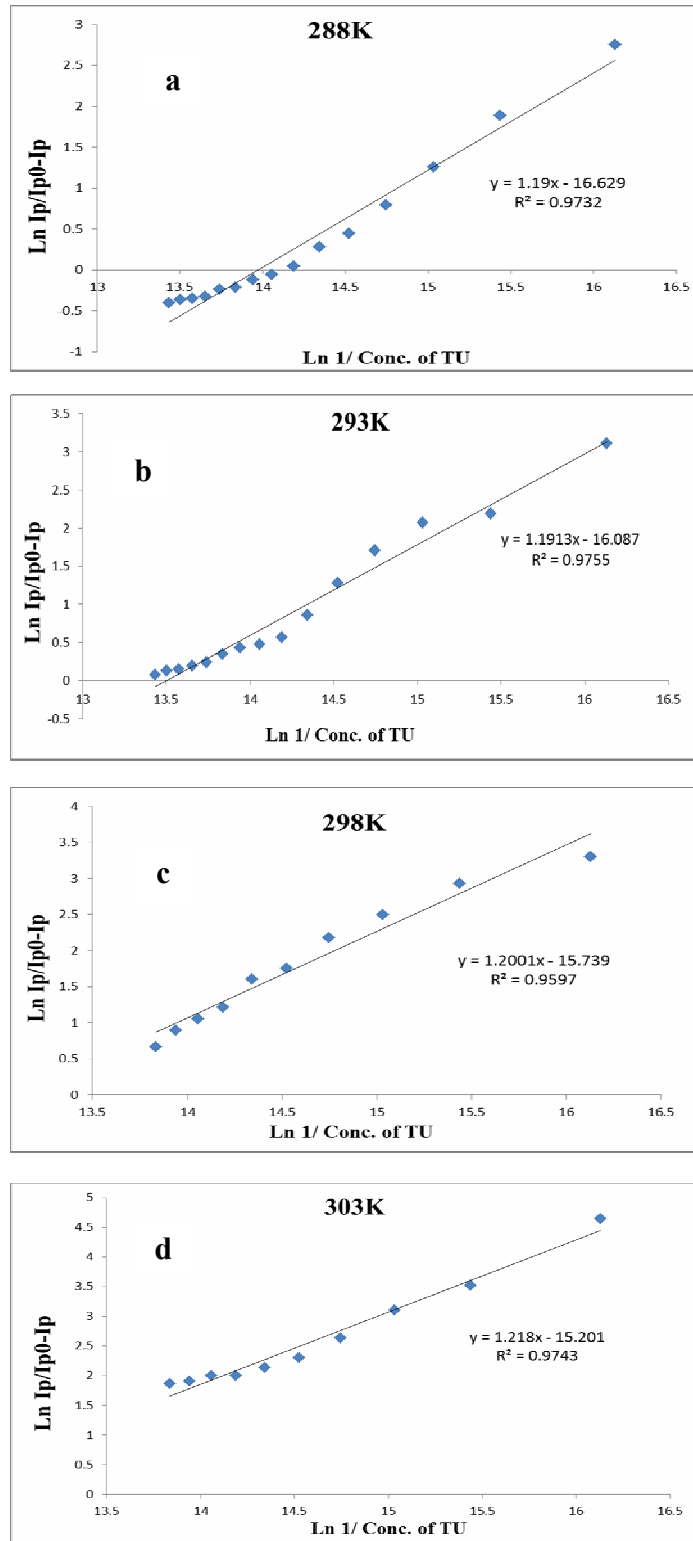 288K
a
Ln Ip/Ip0-Ip
3
2.5
2
1.5
1
0.5
0
-0.5
-1
13
13.5
14
14.5
15
15.5
16
16.5
y = 1.19x - 16.629
R² = 0.9732
Ln 1/ Conc. of TU
293K
b
Ln Ip/Ip0-Ip
3.5
3
2.5
2
1.5
1
0.5
0
-0.5
13
13.5
14
14.5
15
15.5
16
16.5
y = 1.1913x - 16.087
R² = 0.9755
Ln 1/ Conc. of TU
298K
c
Ln Ip/Ip0-Ip
4
3.5
3
2.5
2
1.5
1
0.5
0
13.5
14
14.5
15
15.5
16
16.5
y = 1.2001x - 15.739
R² = 0.9597
Ln 1/ Conc. of TU
303K
d
Ln Ip/Ip0-Ip
5
4.5
4
3.5
3
2.5
2
1.5
1
0.5
0
13.5
14
14.5
15
15.5
16
16.5
y = 1.218x - 15.201
R² = 0.9743
Ln 1/ Conc. of TU